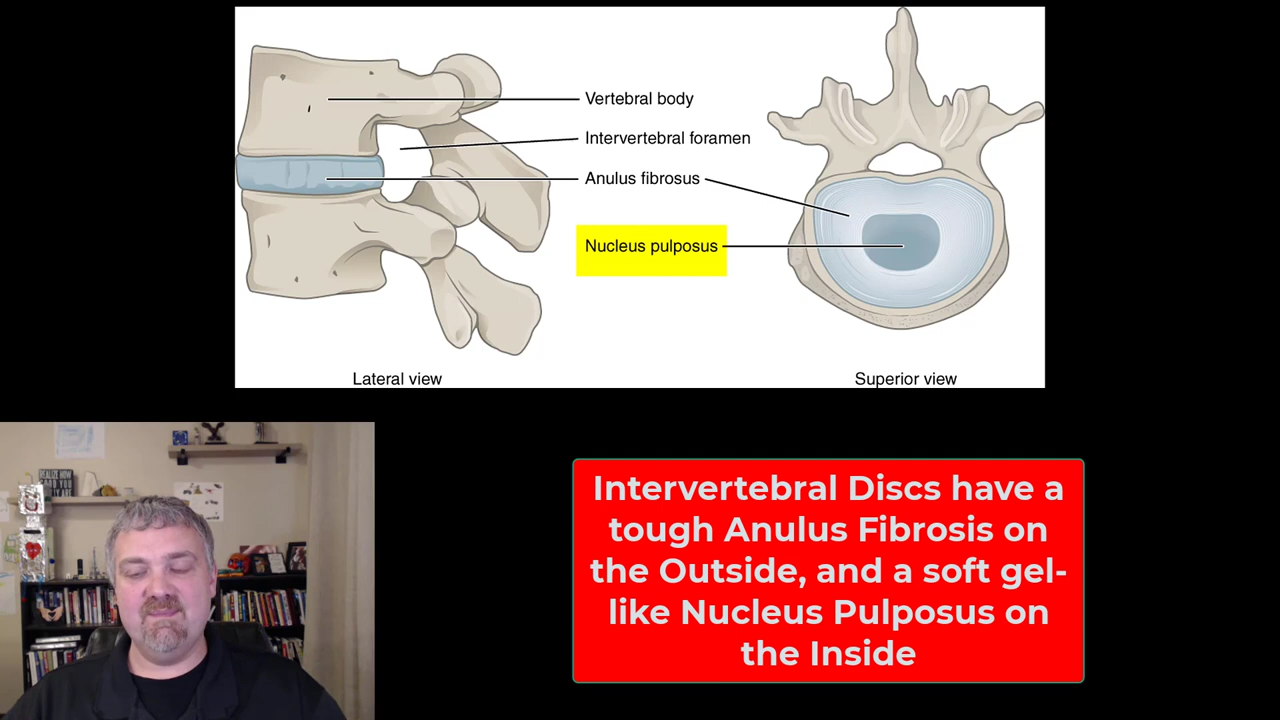 Vertebral body
Intervertebral foramen
Anulus fibrosus
Nucleus pulposus
Lateral view
Superior view
Intervertebral Discs have a
tough Anulus Fibrosis on
the Outside, and a soft gel-
like Nucleus Pulposus on
the Inside